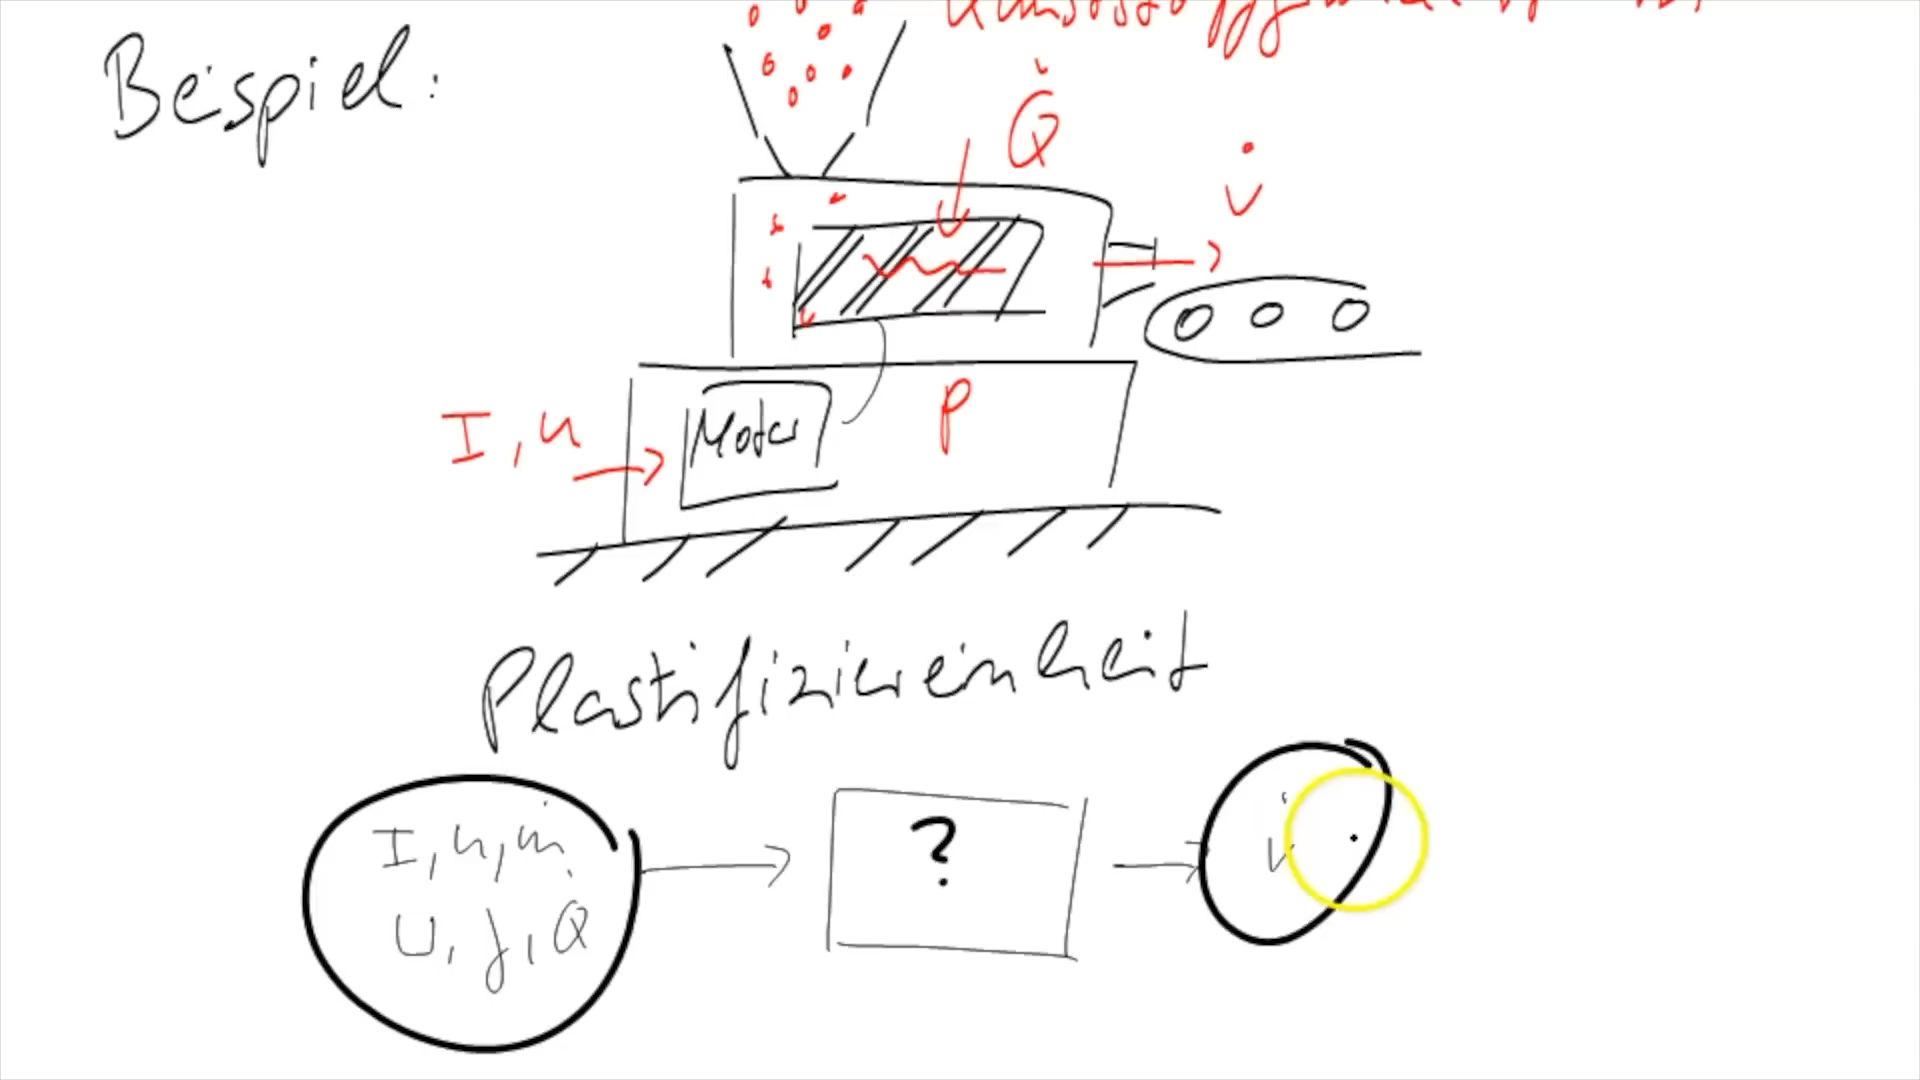 Beispiel:
Q̇
v̇
I, u
Motor
P
Plastifiziereinheit
I, u, ṁ
?
v̇
U, f, Q̇